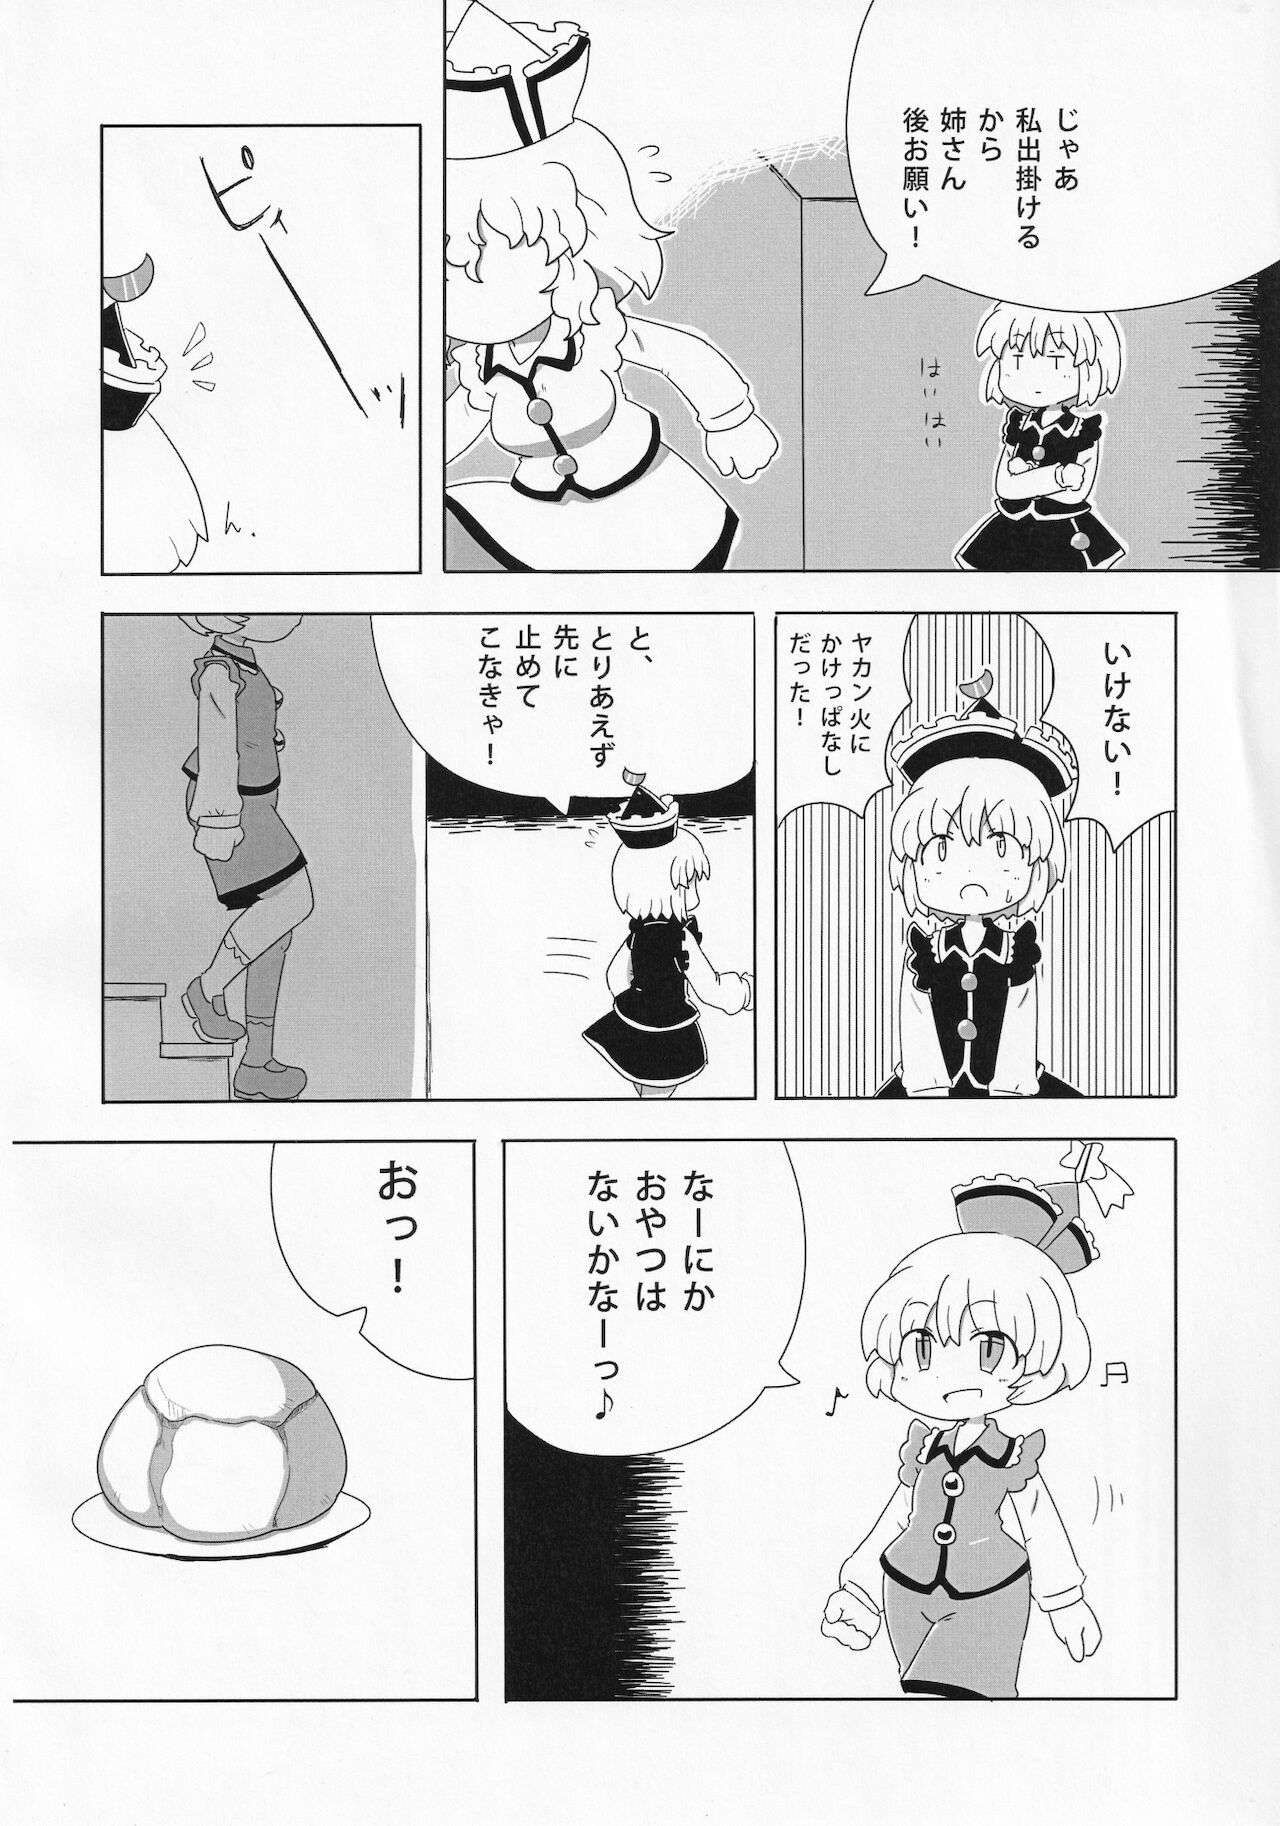 じゃあ
私出掛ける
から
姉さん
後お願い！
はいはい
はい
ピィーッ
ん.
いけない！
ヤカン火に
かけっぱなし
だった！
と、
とりあえず
先に
止めて
こなきゃ！
なーにか
おやつは
ないかなーっ♪
おっ！